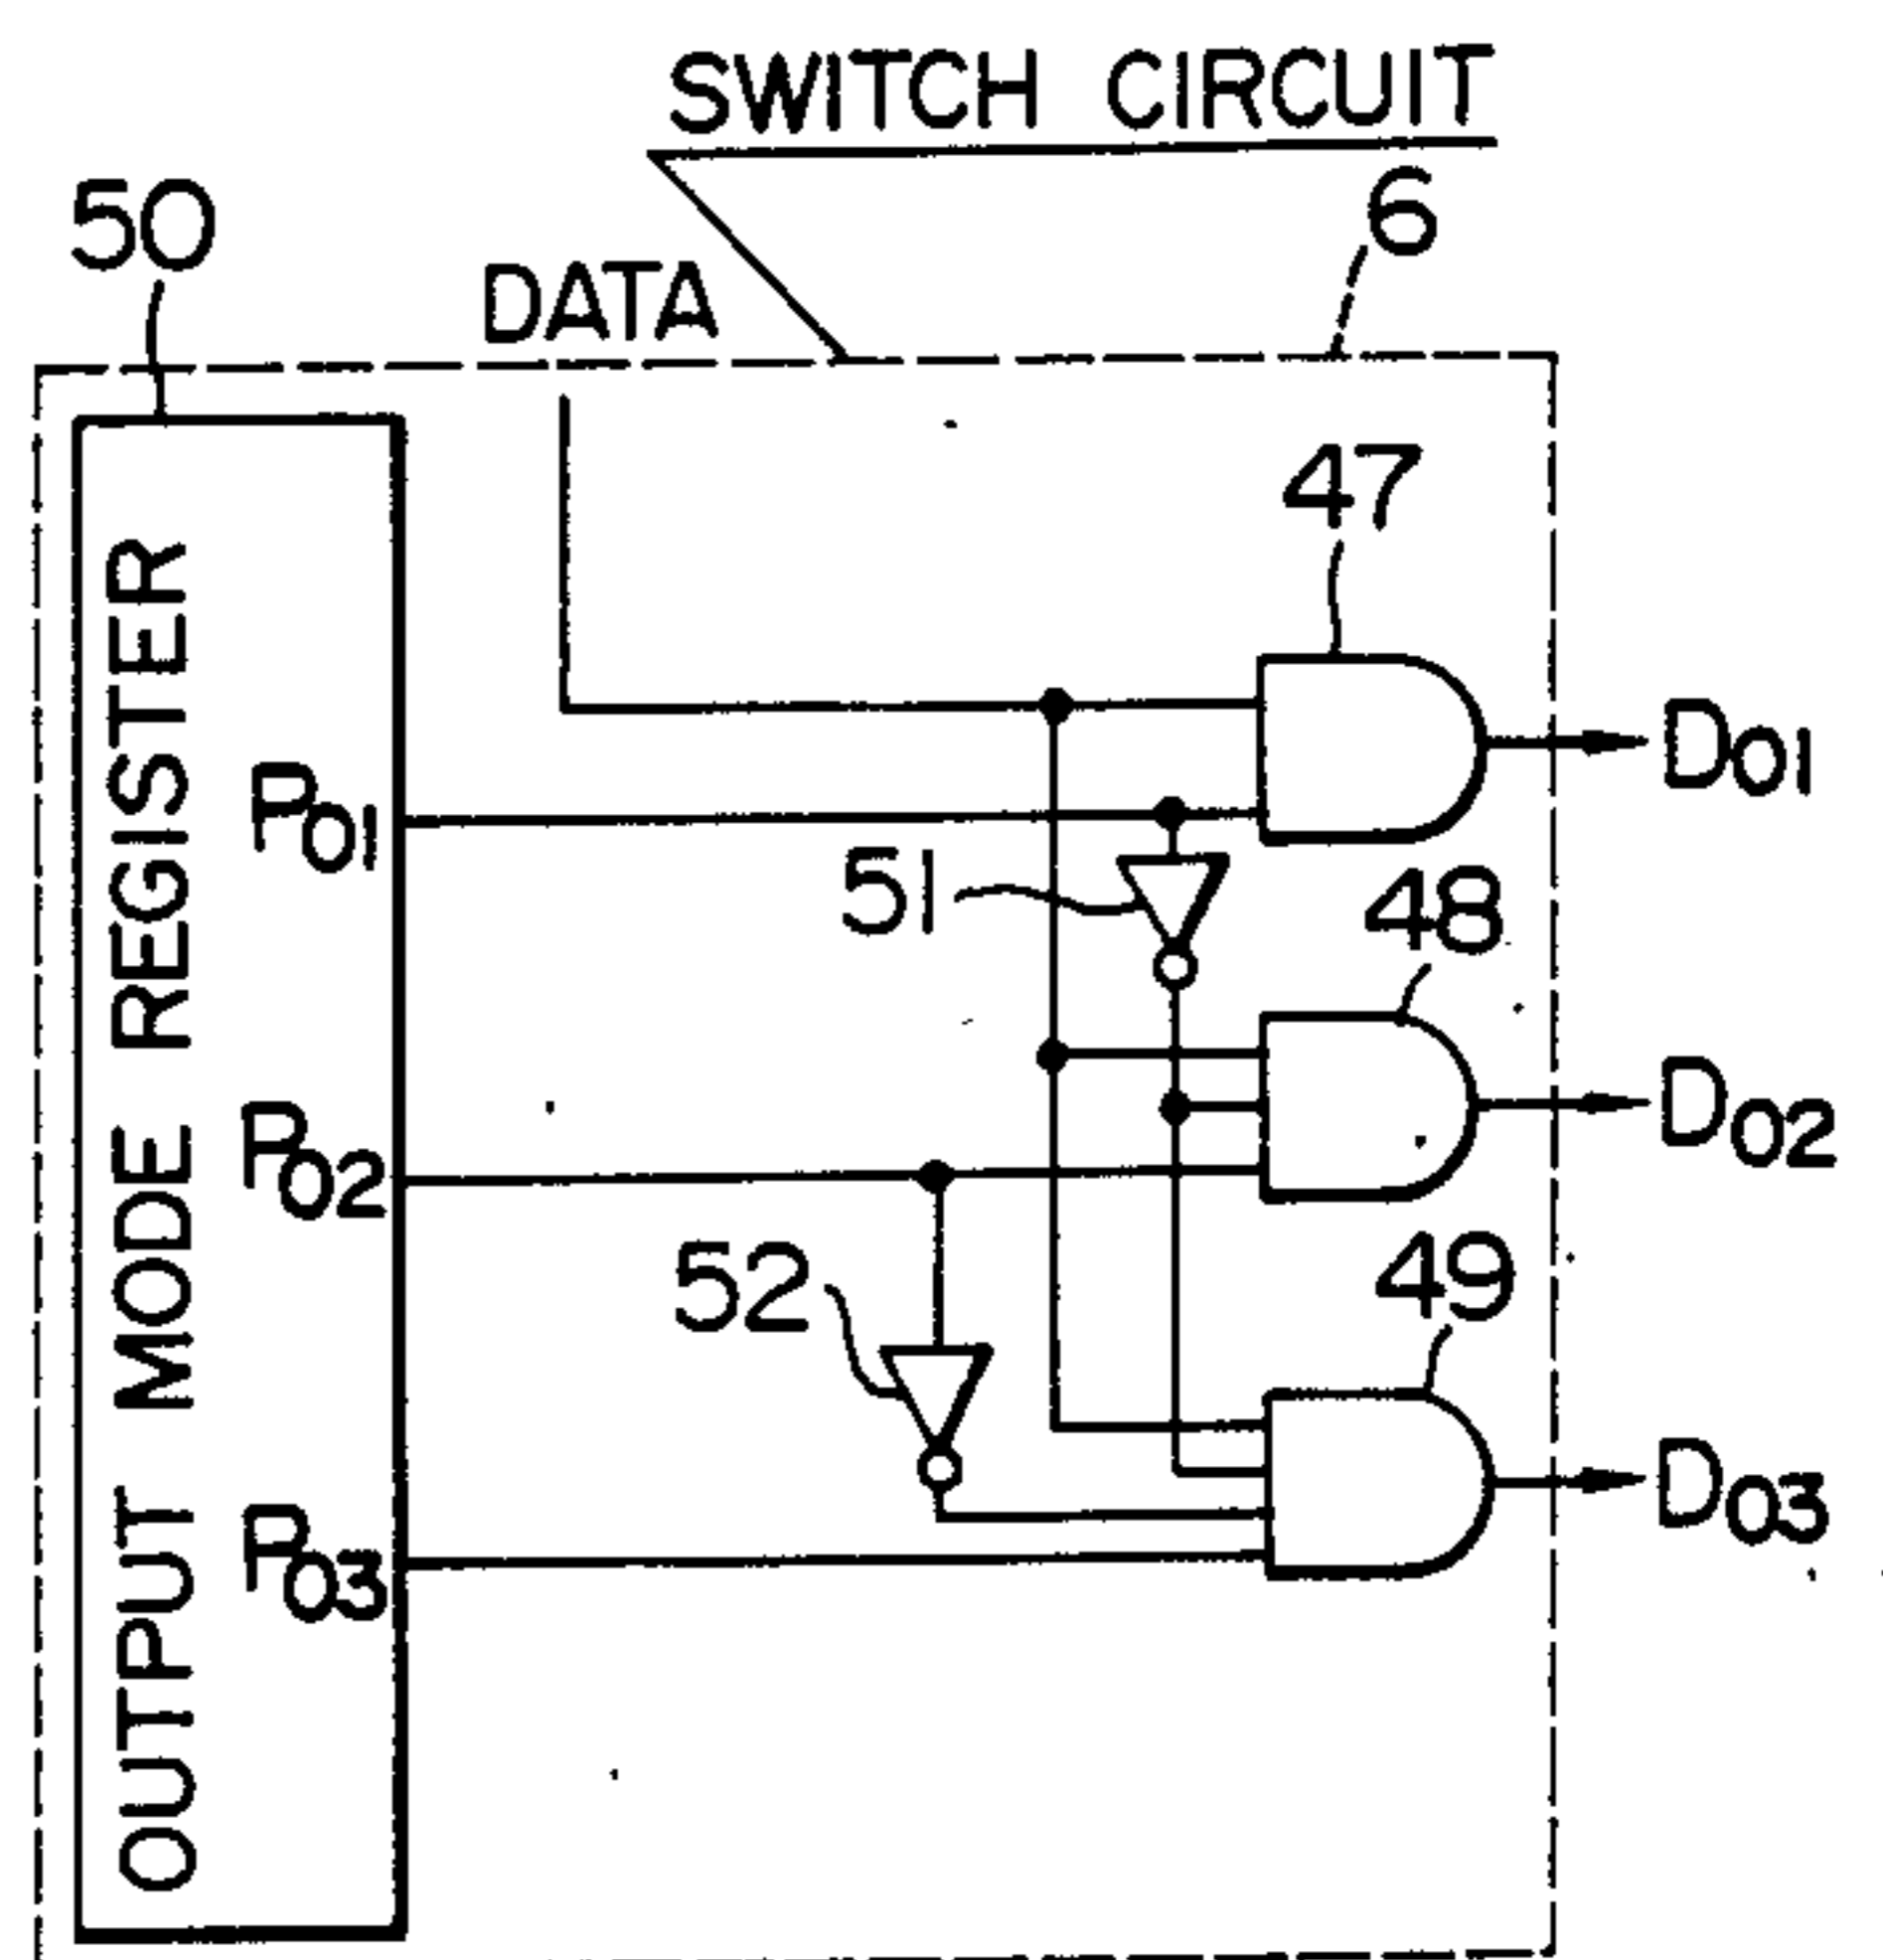 SWITCH CIRCUIT
50
6
DATA
47
D01
P01
51
48
D02
P02
52
49
D03
P03
OUTPUT MODE REGISTER